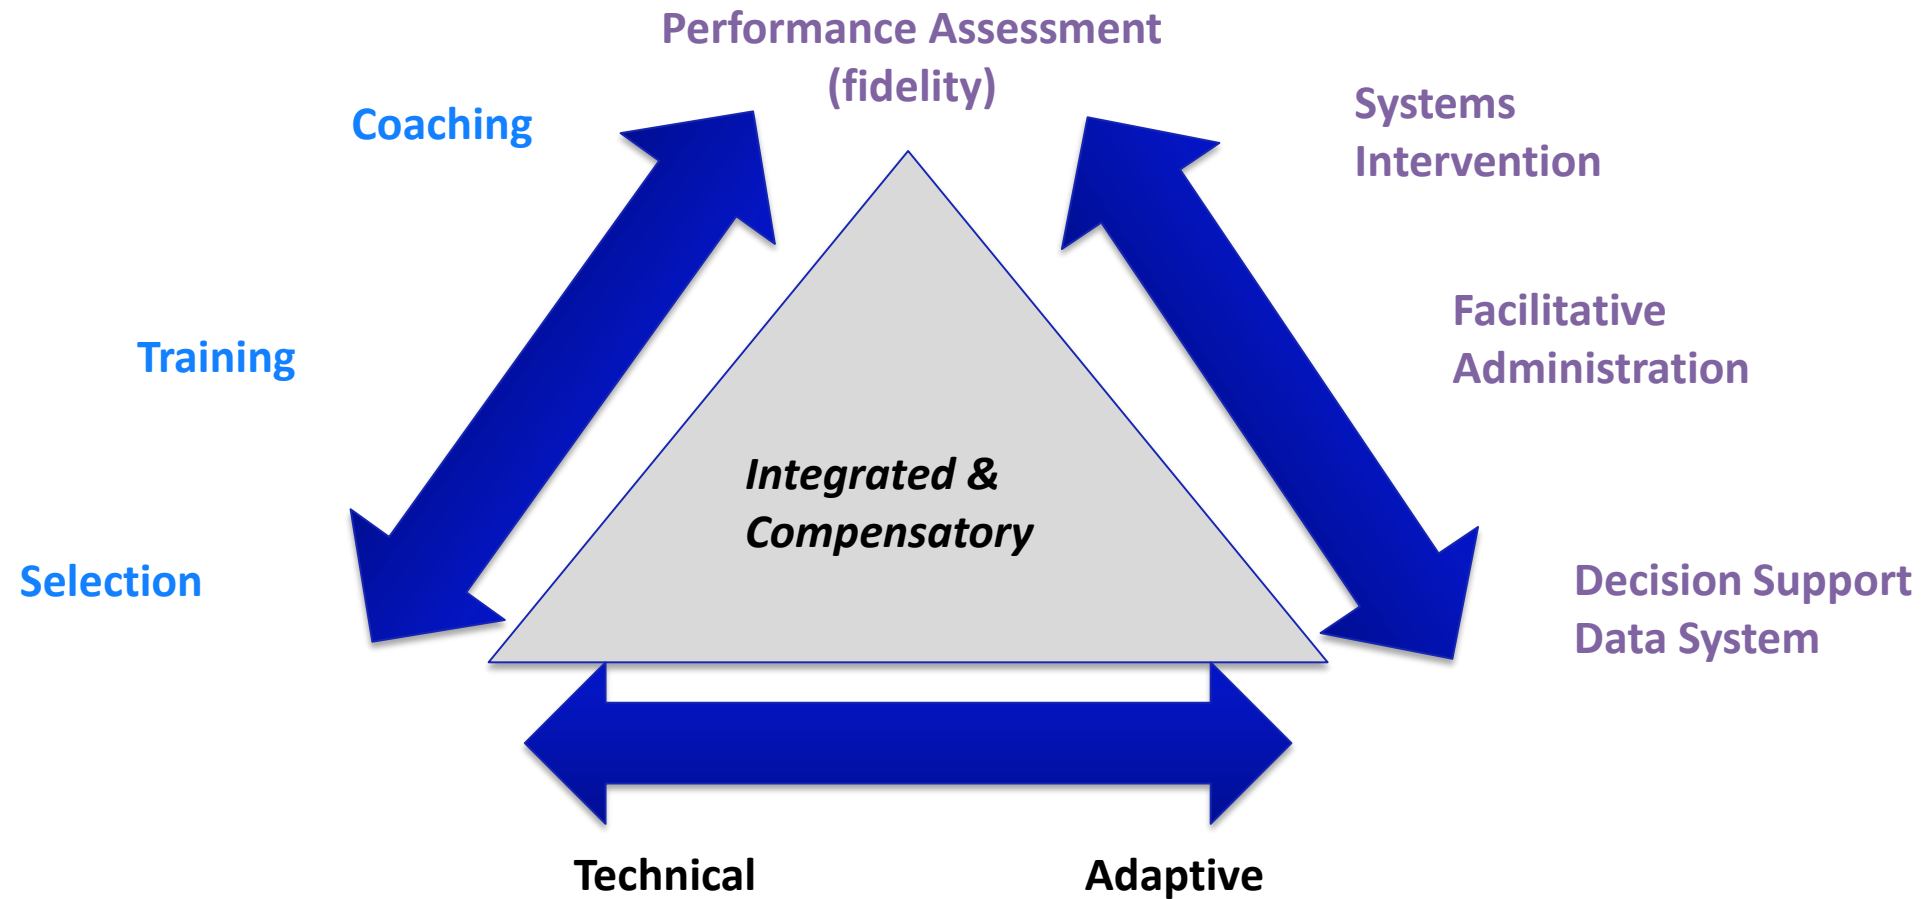 Performance Assessment
(fidelity)
Coaching
Systems
Intervention
Training
Facilitative
Administration
Integrated &
Compensatory
Selection
Decision Support
Data System
Technical
Adaptive